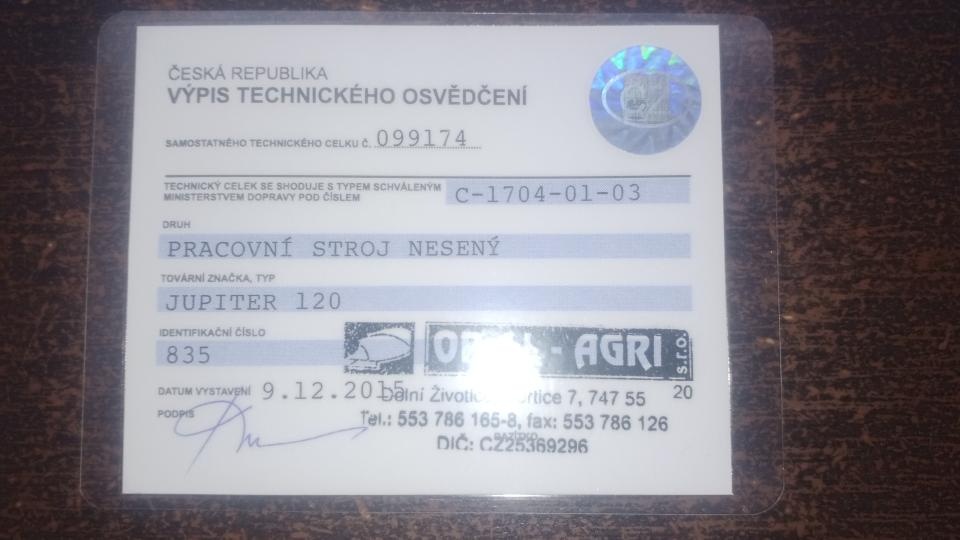 ČESKÁ REPUBLIKA
VÝPIS TECHNICKÉHO OSVĚDČENÍ
SAMOSTATNÉHO TECHNICKÉHO CELKU Č. 099174
TECHNICKÝ CELEK SE SHODUJE S TYPEM SCHVÁLENÝM
MINISTERSTVEM DOPRAVY POD ČÍSLEM
C-1704-01-03
DRUH
PRACOVNÍ STROJ NESENÝ
TOVÁRNÍ ZNAČKA, TYP
JUPITER 120
IDENTIFIKAČNÍ ČÍSLO
835
- AGRI s.r.o.
DATUM VYSTAVENÍ 9.12.2015
20
Dolní 7, 747 55
PODPIS
Tel.: 553 786 165-8, fax: 553 786 126
RAZÍTKO
DIČ: CZ25369296